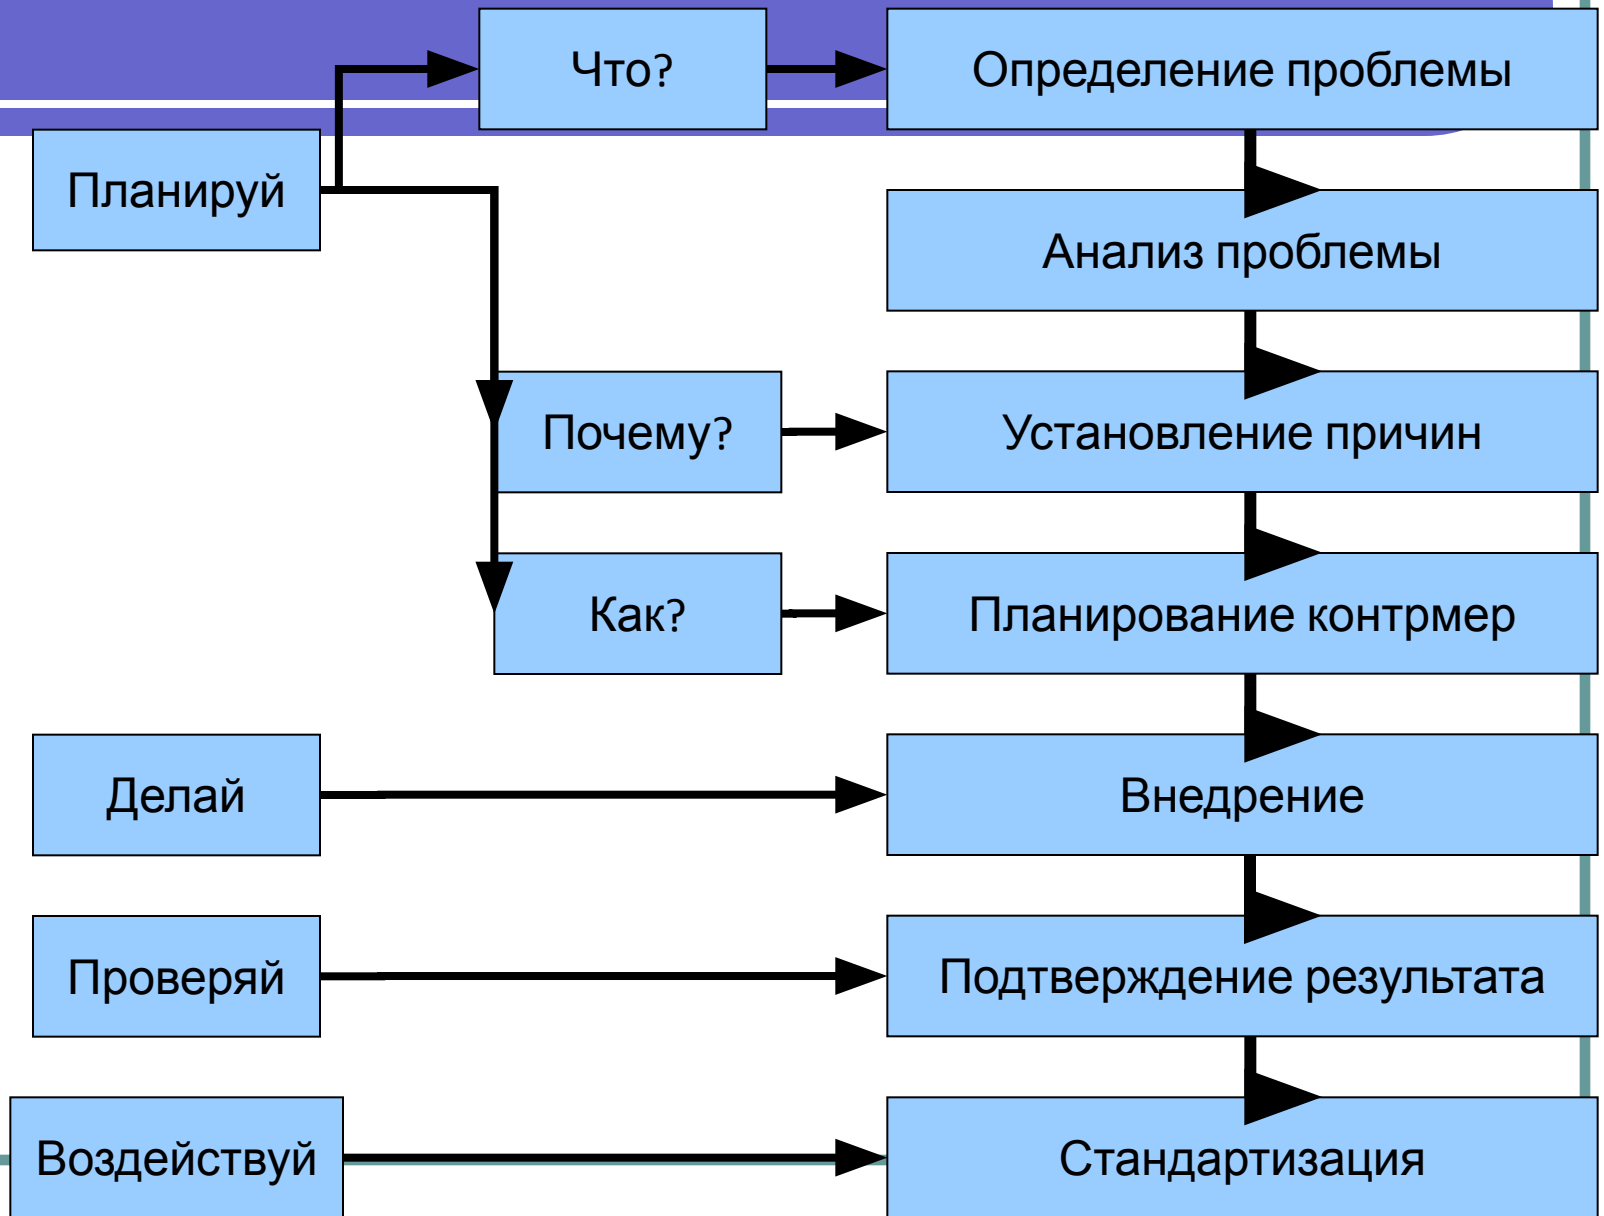 Что?
Определение проблемы
Планируй
Анализ проблемы
Почему?
Установление причин
Как?
Планирование контрмер
Делай
Внедрение
Проверяй
Подтверждение результата
Воздействуй
Стандартизация